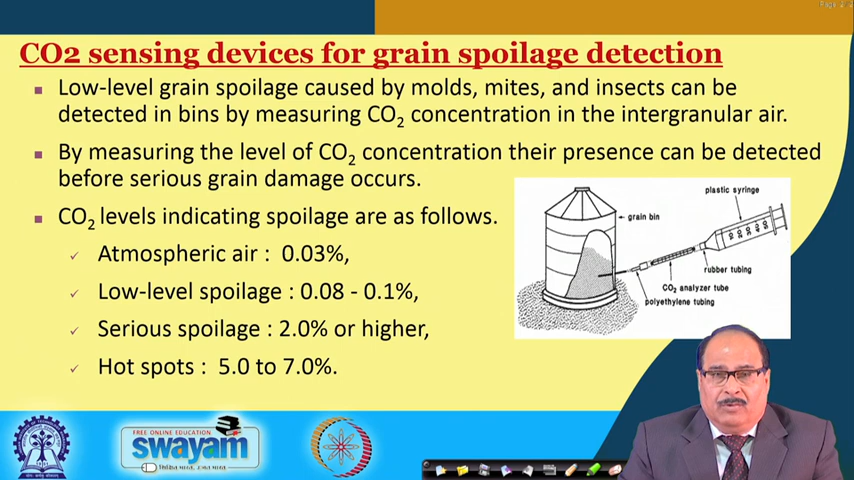 CO2 sensing devices for grain spoilage detection
Low-level grain spoilage caused by molds, mites, and insects can be
detected in bins by measuring CO2 concentration in the intergranular air.
By measuring the level of CO2 concentration their presence can be detected
before serious grain damage occurs.
CO2 levels indicating spoilage are as follows.
Atmospheric air : 0.03%,
Low-level spoilage : 0.08 - 0.1%,
Serious spoilage : 2.0% or higher,
Hot spots : 5.0 to 7.0%.
plastic syringe
grain bin
rubber tubing
CO2 analyzer tube
polyethylene tubing
FREE ONLINE EDUCATION
swayam